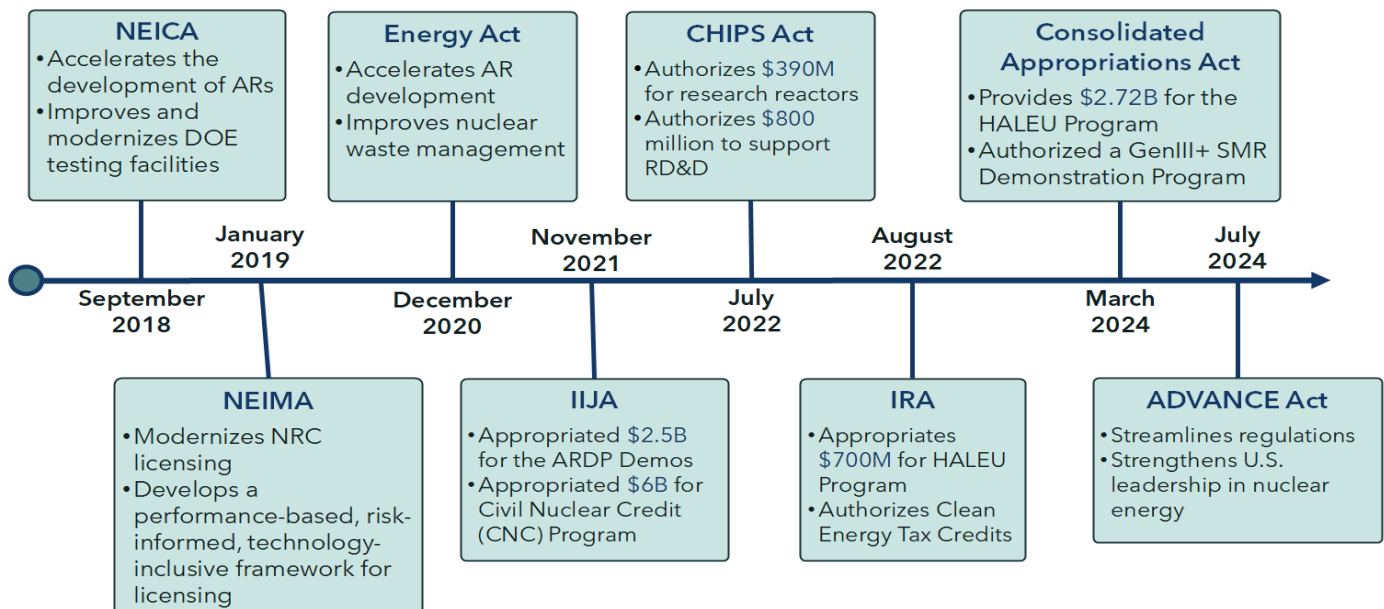 NEICA
•Accelerates the
development of ARs
•Improves and
modernizes DOE
testing facilities
Energy Act
•Accelerates AR
development
•Improves nuclear
waste management
CHIPS Act
•Authorizes $390M
for research reactors
•Authorizes $800
million to support
RD&D
Consolidated
Appropriations Act
•Provides $2.72B for the
HALEU Program
•Authorized a GenIII+ SMR
Demonstration Program
January
2019
November
2021
August
2022
July
2024
September
2018
December
2020
July
2022
March
2024
NEIMA
•Modernizes NRC
licensing
•Develops a
performance-based, risk-
informed, technology-
inclusive framework for
licensing
IIJA
•Appropriated $2.5B
for the ARDP Demos
•Appropriated $6B for
Civil Nuclear Credit
(CNC) Program
IRA
•Appropriates
$700M for HALEU
Program
•Authorizes Clean
Energy Tax Credits
ADVANCE Act
•Streamlines regulations
•Strengthens U.S.
leadership in nuclear
energy